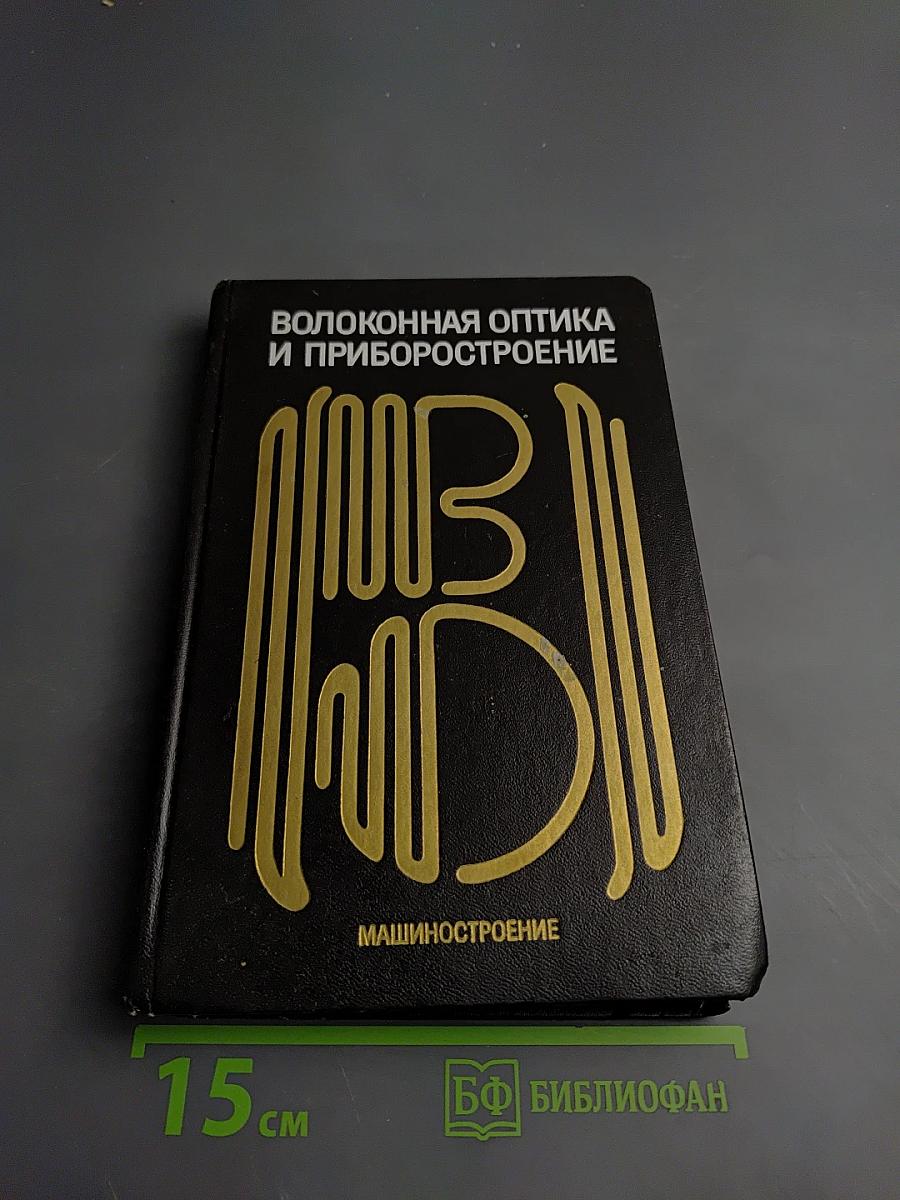 ВОЛОКОННАЯ ОПТИКА
И ПРИБОРОСТРОЕНИЕ
МАШИНОСТРОЕНИЕ
15 см
БФ БИБЛИОФАН